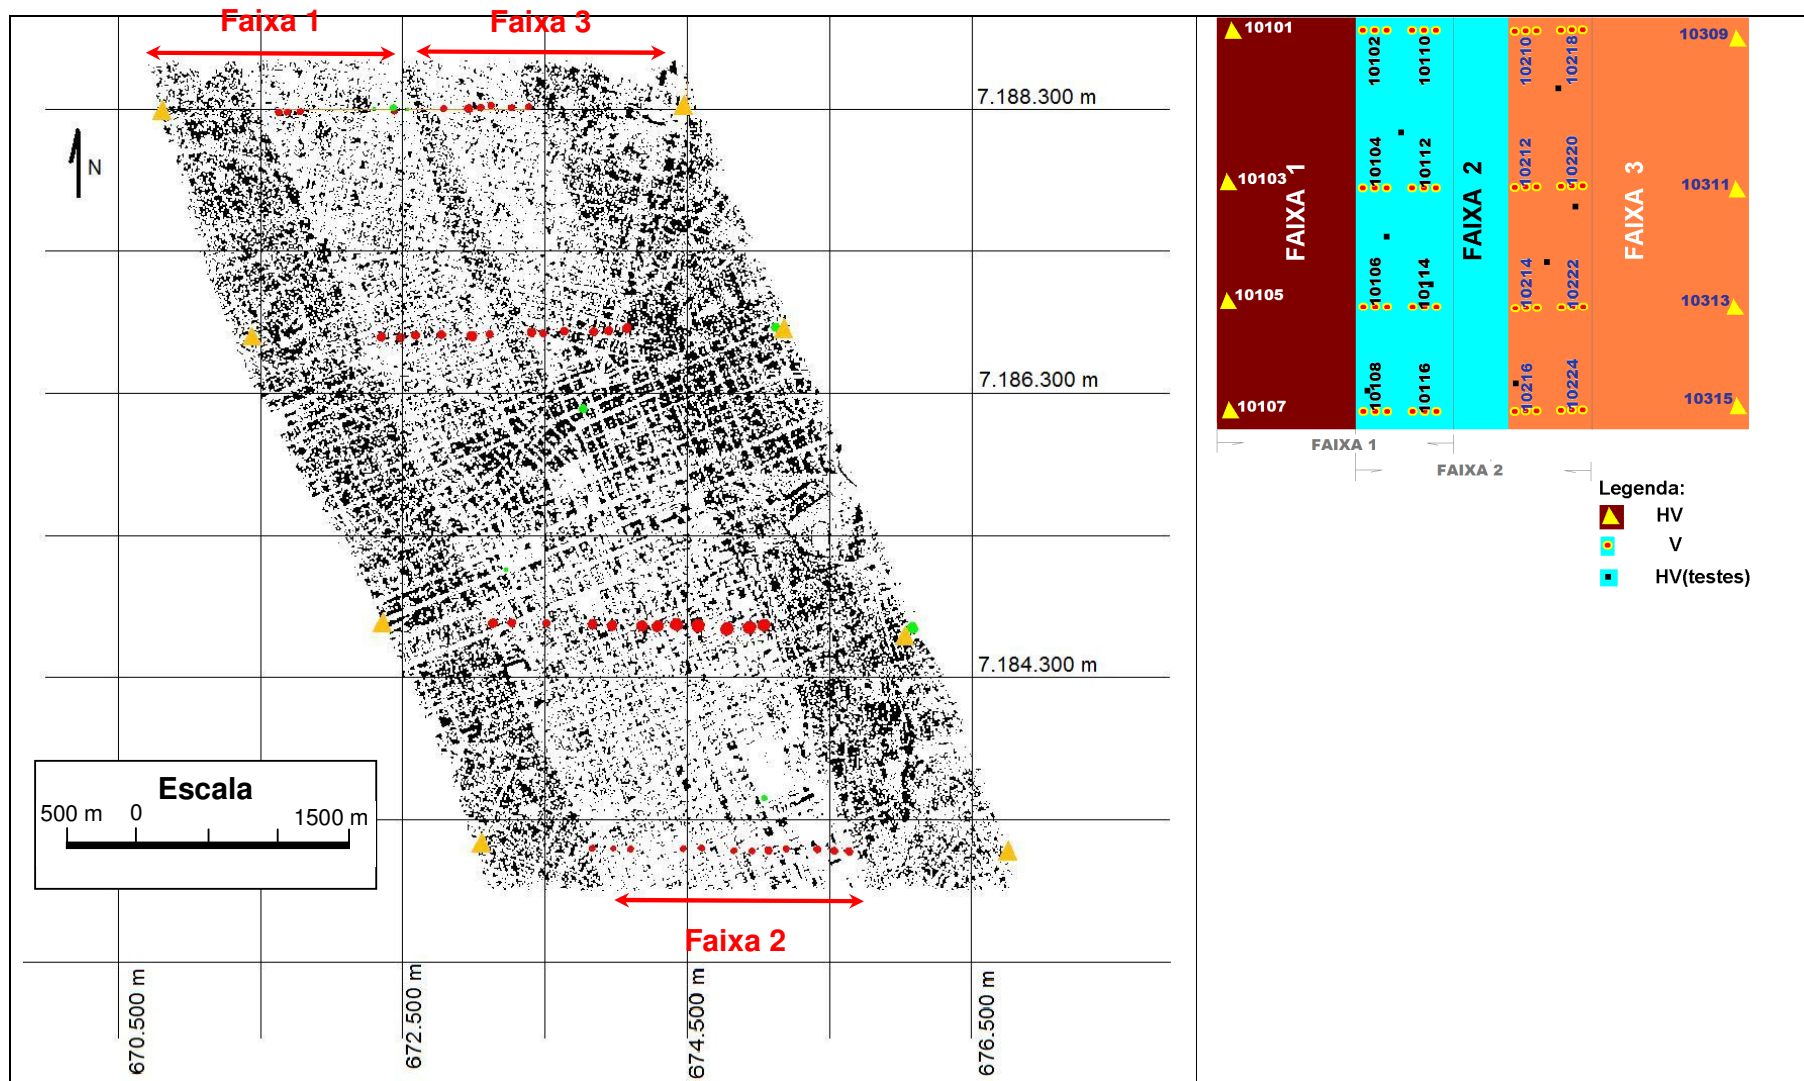 Faixa 1
Faixa 3
7.188.300 m
N
7.186.300 m
7.184.300 m
Escala
500 m 0 1500 m
Faixa 2
670.500 m
672.500 m
674.500 m
676.500 m
10101
10102
10110
10210
10218
10309
10103
10104
10112
10212
10220
10311
FAIXA 1
FAIXA 2
FAIXA 3
10105
10106
10114
10214
10222
10313
10107
10108
10116
10216
10224
10315
FAIXA 1
FAIXA 2
Legenda:
HV
V
HV(testes)